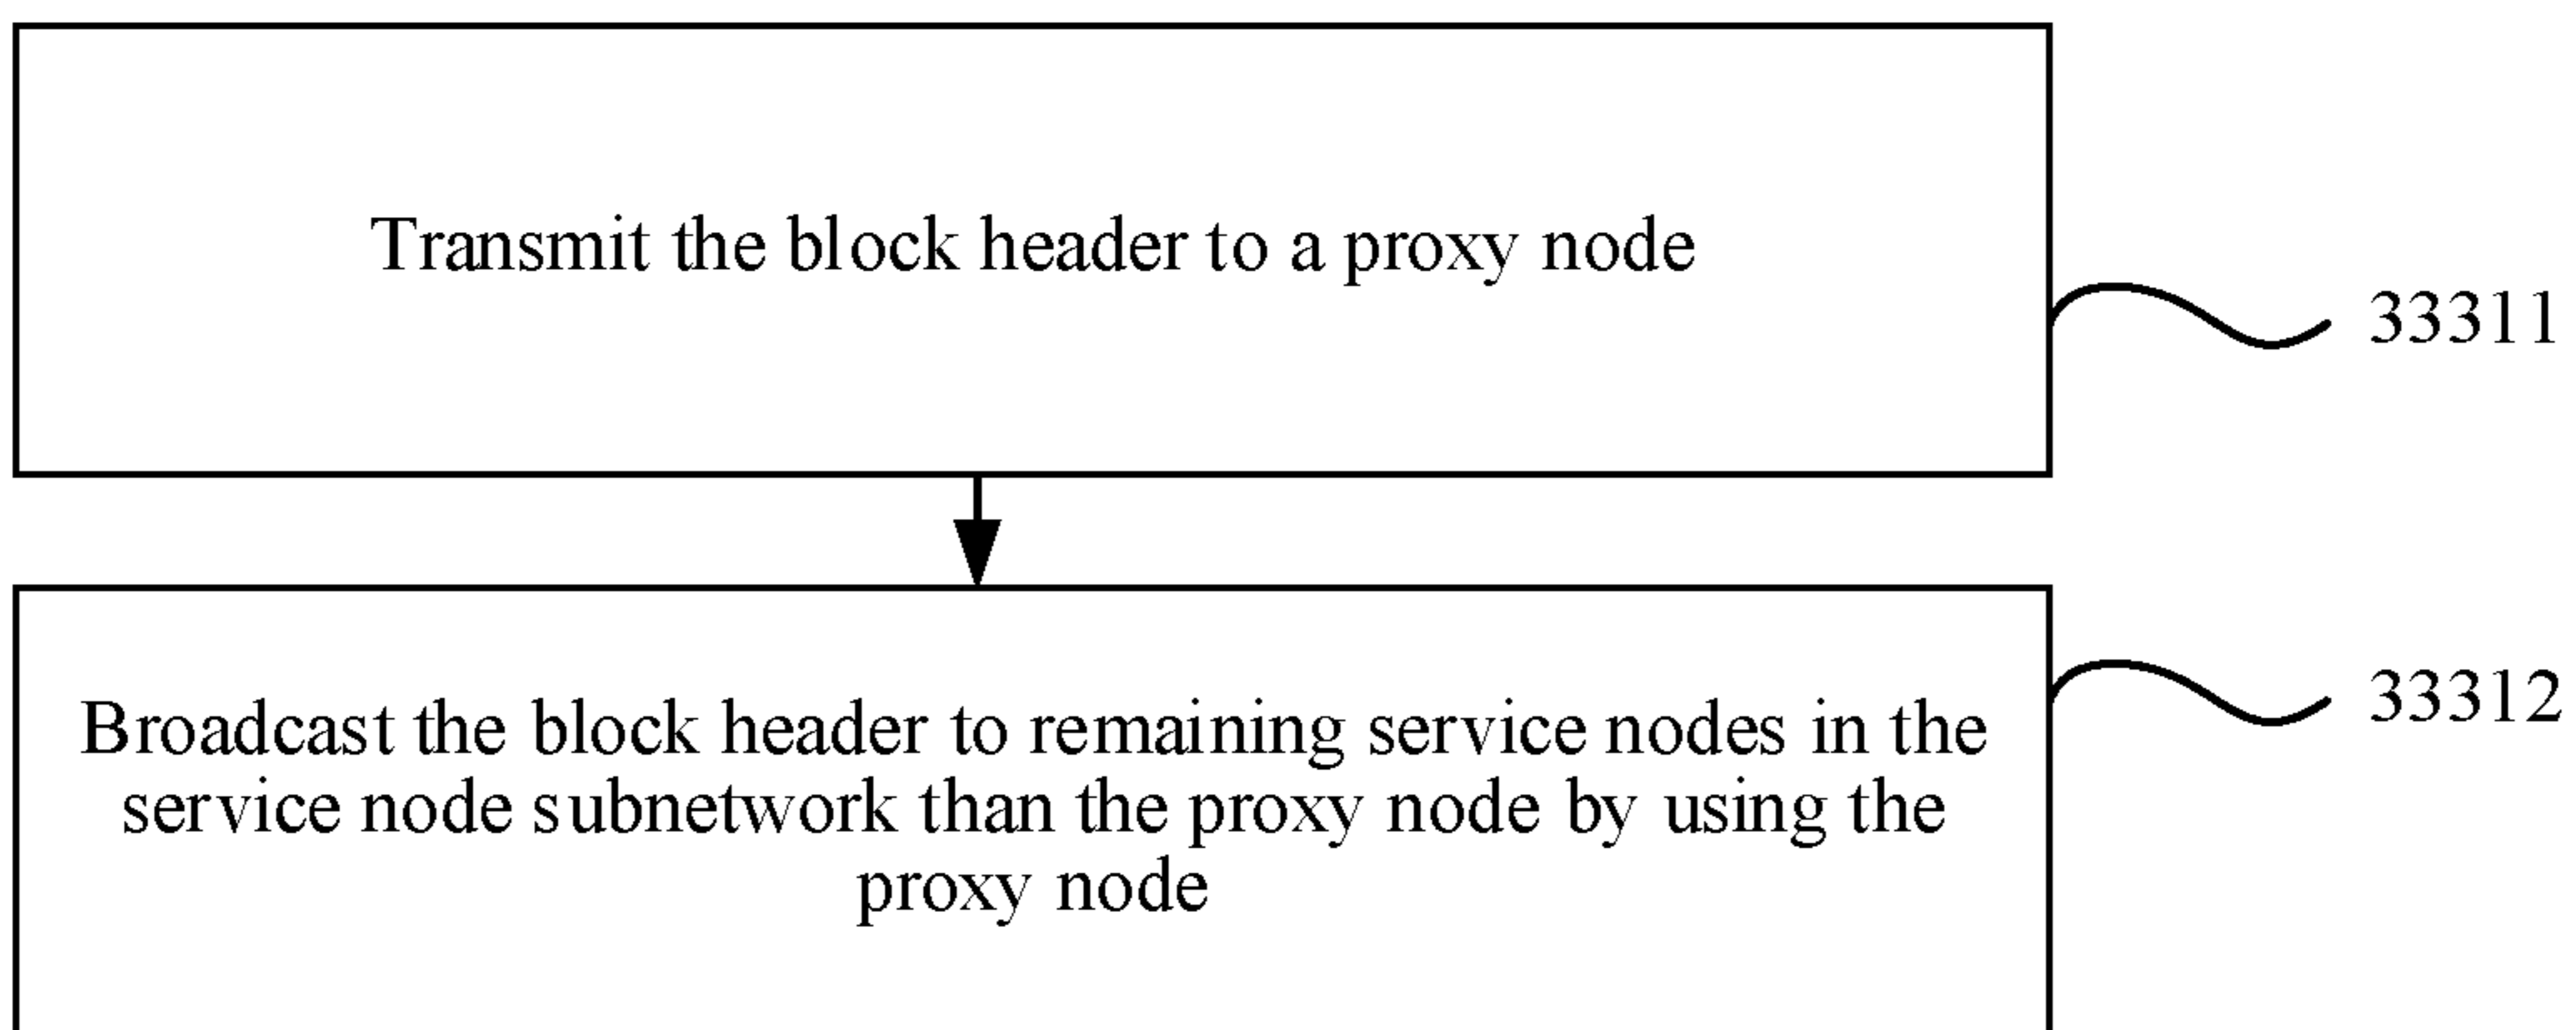 Transmit the block header to a proxy node
33311
Broadcast the block header to remaining service nodes in the
service node subnetwork than the proxy node by using the
proxy node
33312